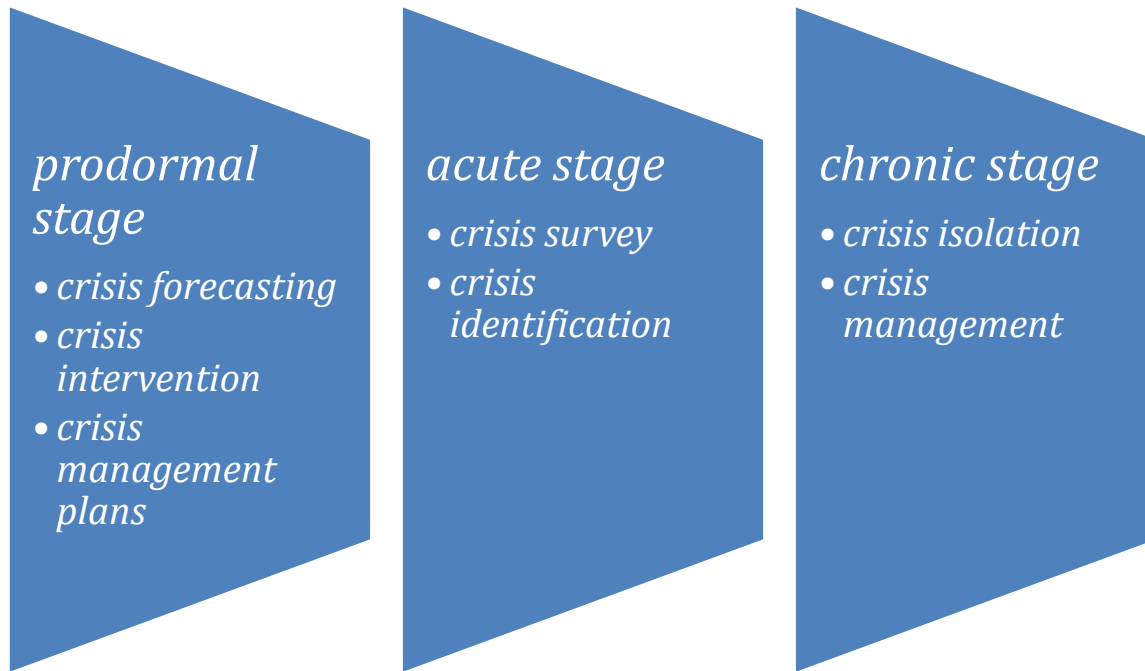 prodormal
stage
• crisis forecasting
• crisis
intervention
• crisis
management
plans
acute stage
• crisis survey
• crisis
identification
chronic stage
• crisis isolation
• crisis
management